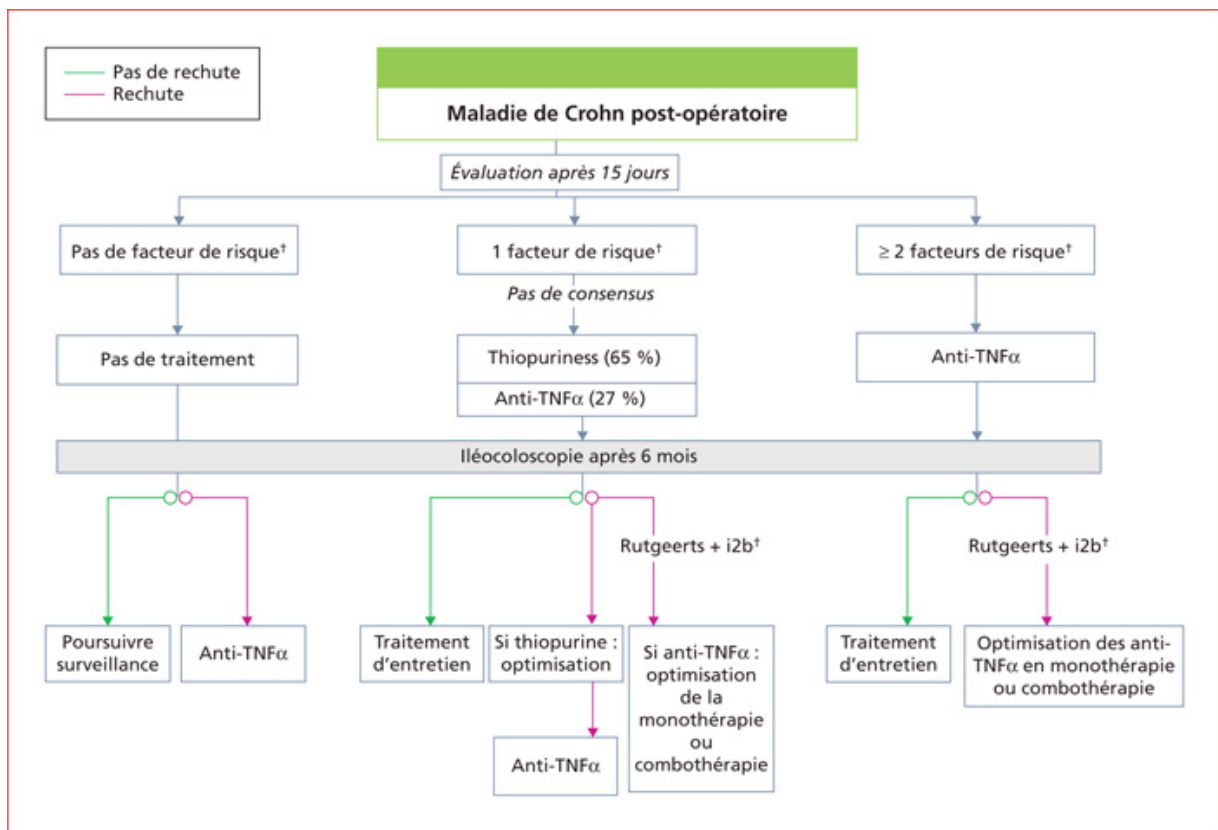 Pas de rechute
Rechute
Maladie de Crohn post-opératoire
Évaluation après 15 jours
Pas de facteur de risque†
1 facteur de risque†
≥ 2 facteurs de risque†
Pas de consensus
Pas de traitement
Thiopuriness (65 %)
Anti-TNFα (27 %)
Anti-TNFα
Iléocoloscopie après 6 mois
Rutgeerts + i2b†
Rutgeerts + i2b†
Poursuivre
surveillance
Anti-TNFα
Traitement
d’entretien
Si thiopurine :
optimisation
Anti-TNFα
Si anti-TNFα :
optimisation
de la
monothérapie
ou
combothérapie
Traitement
d’entretien
Optimisation des anti-
TNFα en monothérapie
ou combothérapie